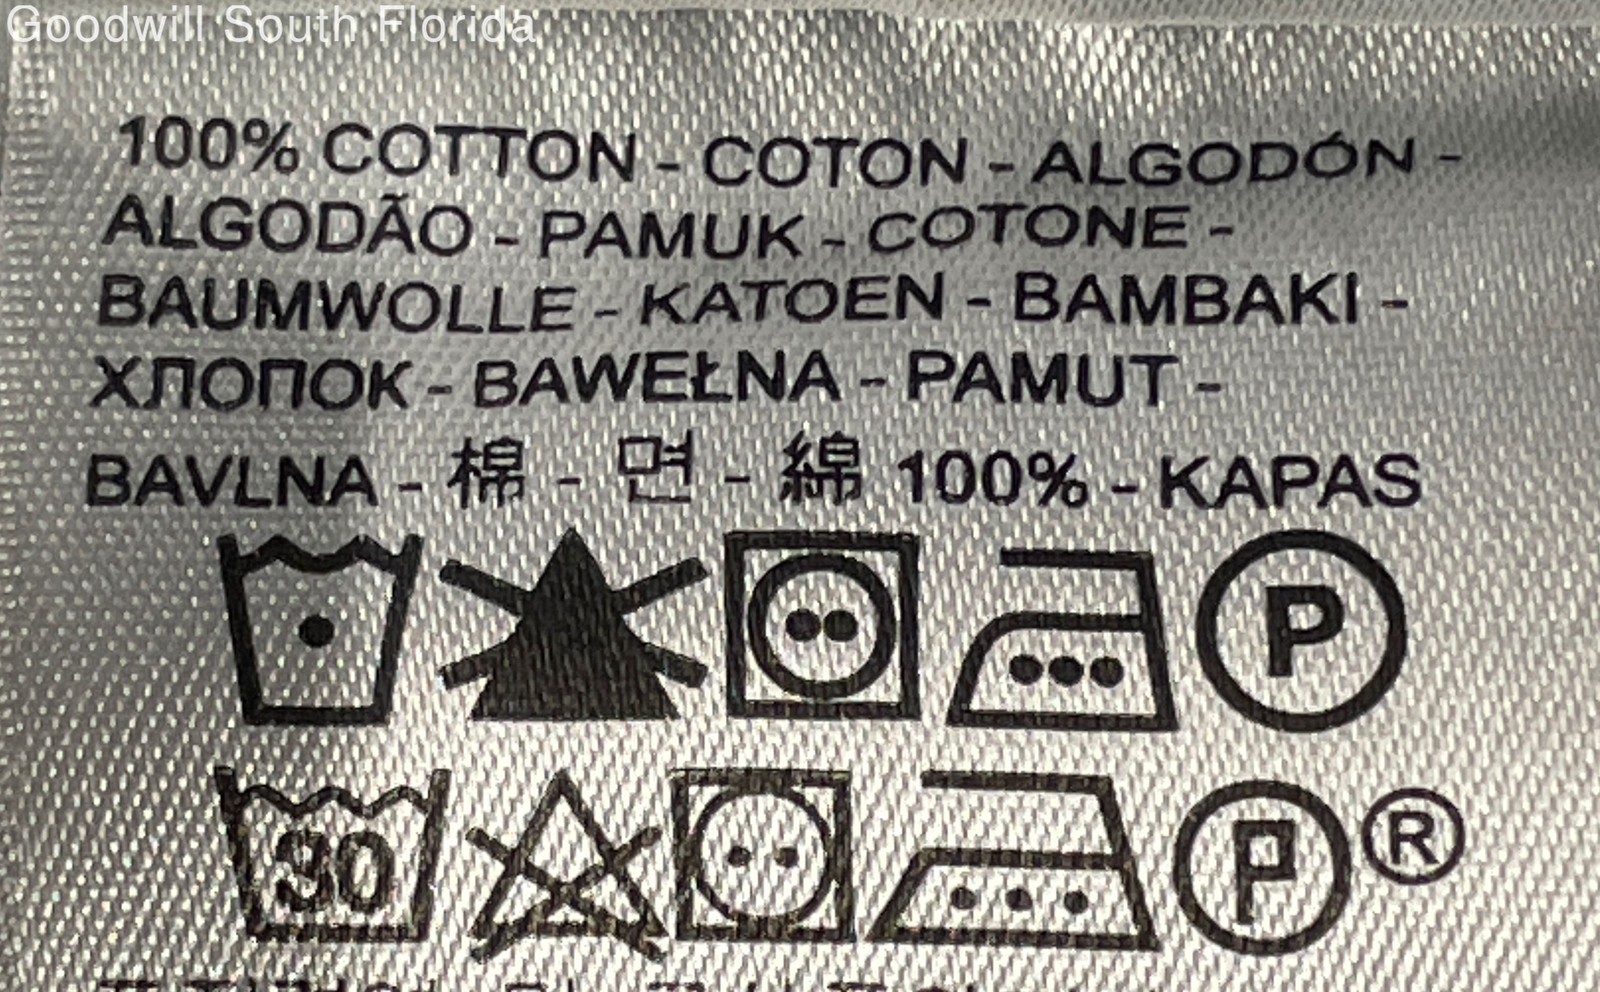 Goodwill South Florida
100% COTTON - COTON - ALGODÓN -
ALGODÃO - PAMUK - COTONE -
BAUMWOLLE - KATOEN - BAMBAKI -
ХЛОПОК - BAWEŁNA - PAMUT -
BAVLNA - 棉 - 면 - 綿 100% - KAPAS
P
30 P ®